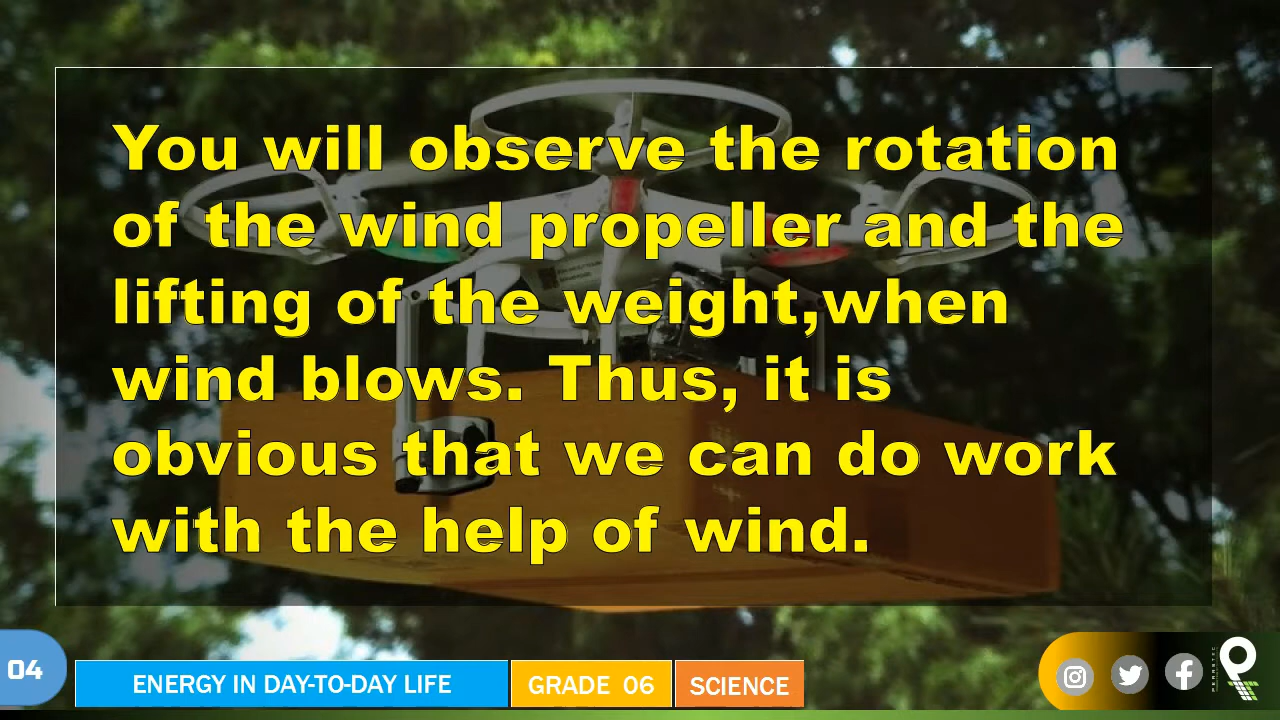 You will observe the rotation
of the wind propeller and the
lifting of the weight,when
wind blows. Thus, it is
obvious that we can do work
with the help of wind.
04
ENERGY IN DAY-TO-DAY LIFE
GRADE 06
SCIENCE